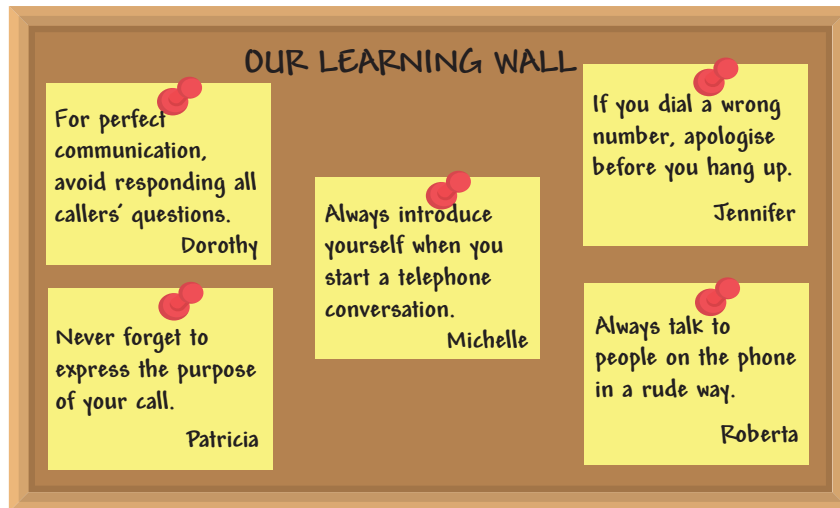 OUR LEARNING WALL
For perfect
communication,
avoid responding all
callers' questions.
Dorothy
Never forget to
express the purpose
of your call.
Patricia
Always introduce
yourself when you
start a telephone
conversation.
Michelle
If you dial a wrong
number, apologise
before you hang up.
Jennifer
Always talk to
people on the phone
in a rude way.
Roberta